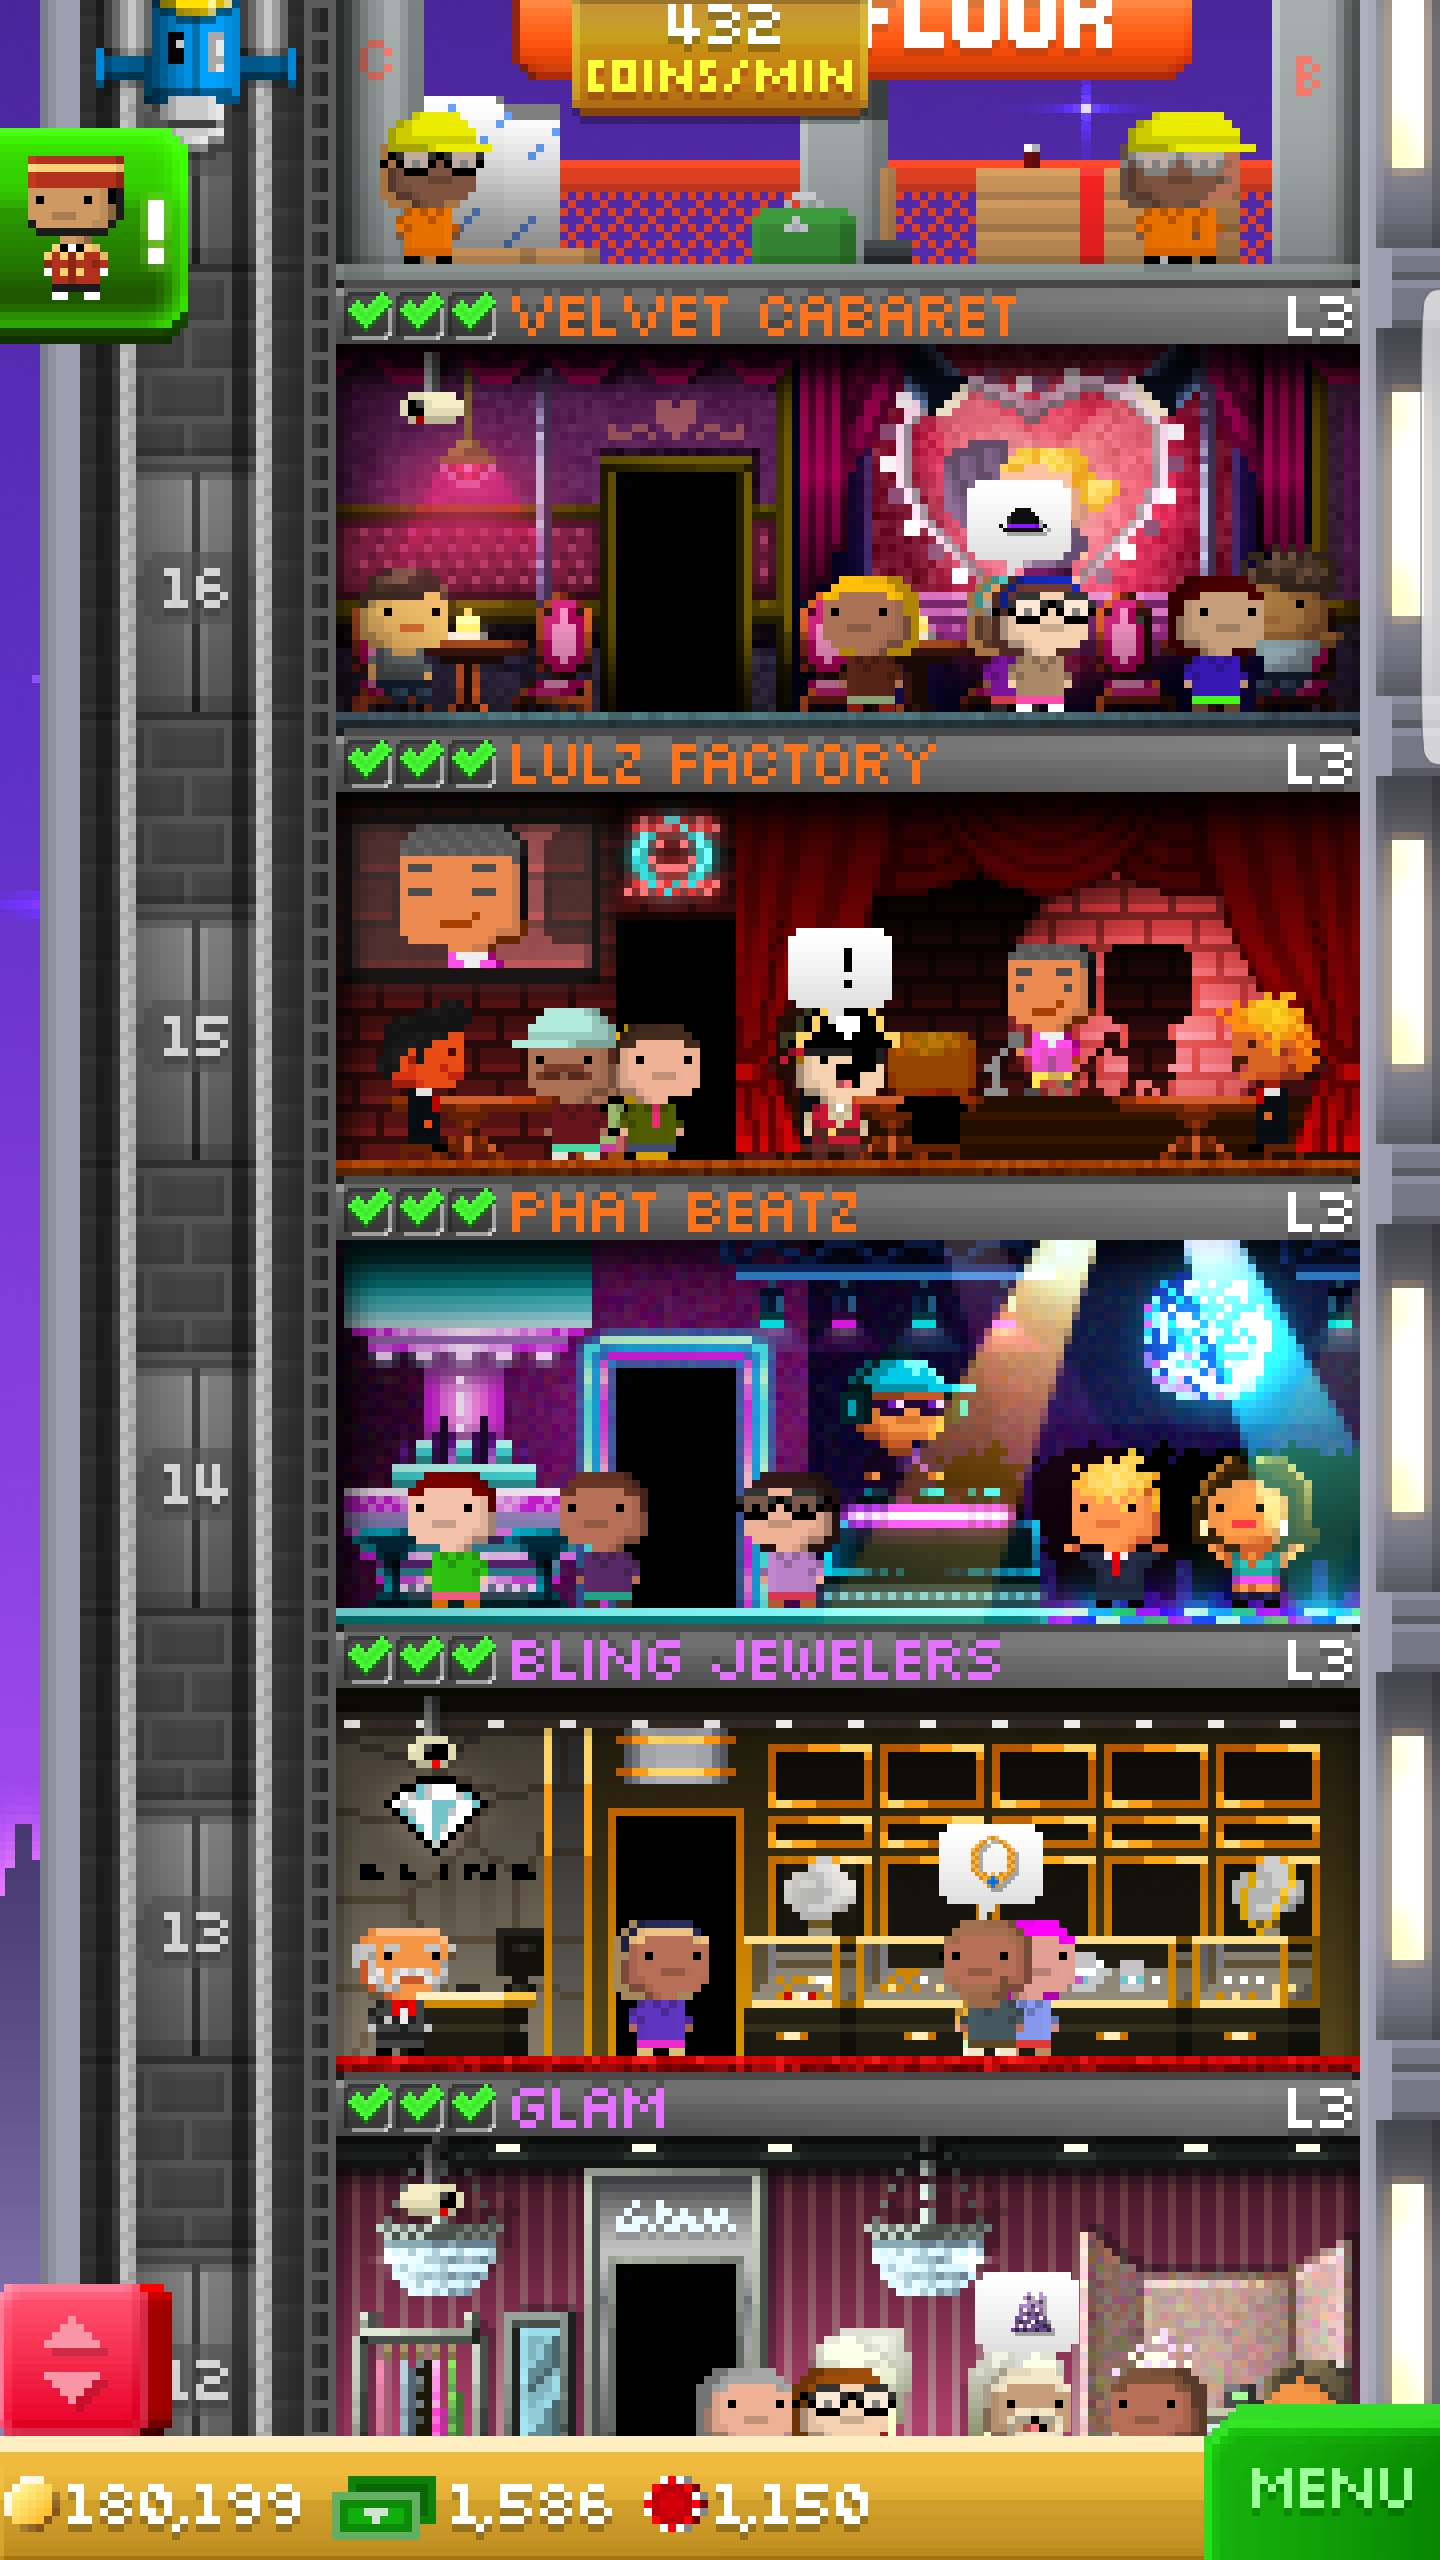 432
FLOOR
COINS/MIN
C
B
!
VELVET CABARET
L3
16
LULZ FACTORY
L3
!
15
PHAT BEATZ
L3
14
BLING JEWELERS
L3
BLING
13
GLAM
L3
Glam
12
180,199
1,586
1,150
MENU